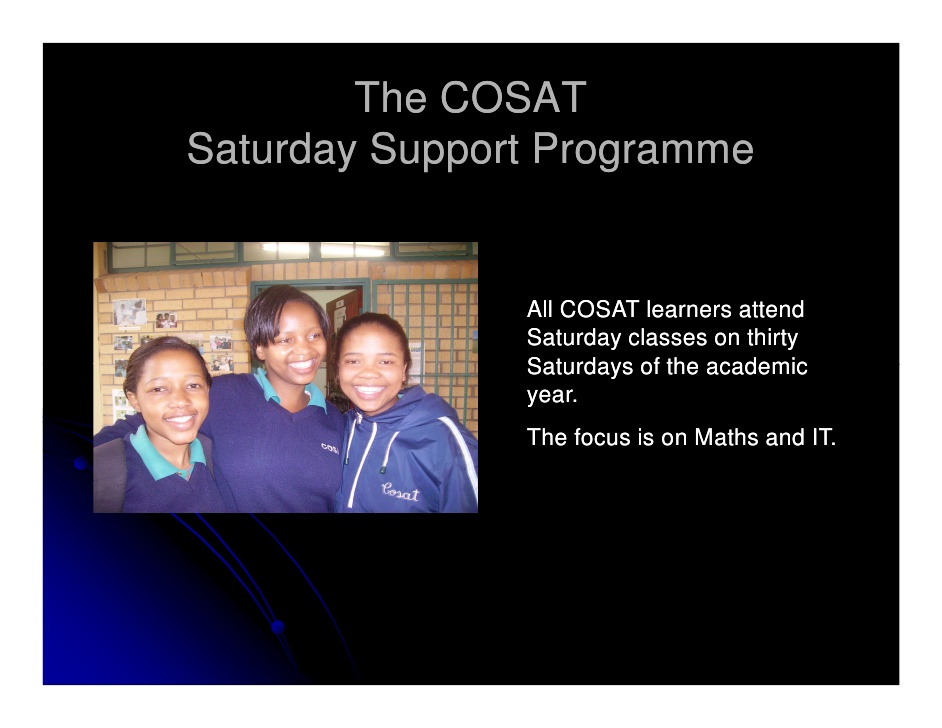 The COSAT
Saturday Support Programme
All COSAT learners attend
Saturday classes on thirty
Saturdays of the academic
year.
The focus is on Maths and IT.
COSA
Cosat